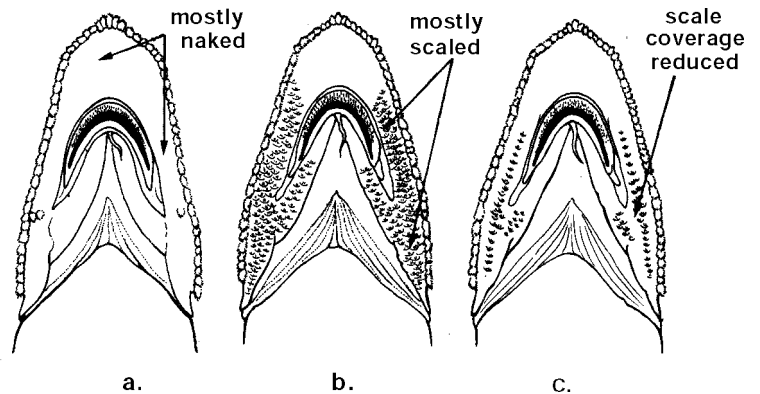 mostly
naked
mostly
scaled
scale
coverage
reduced
a.
b.
c.